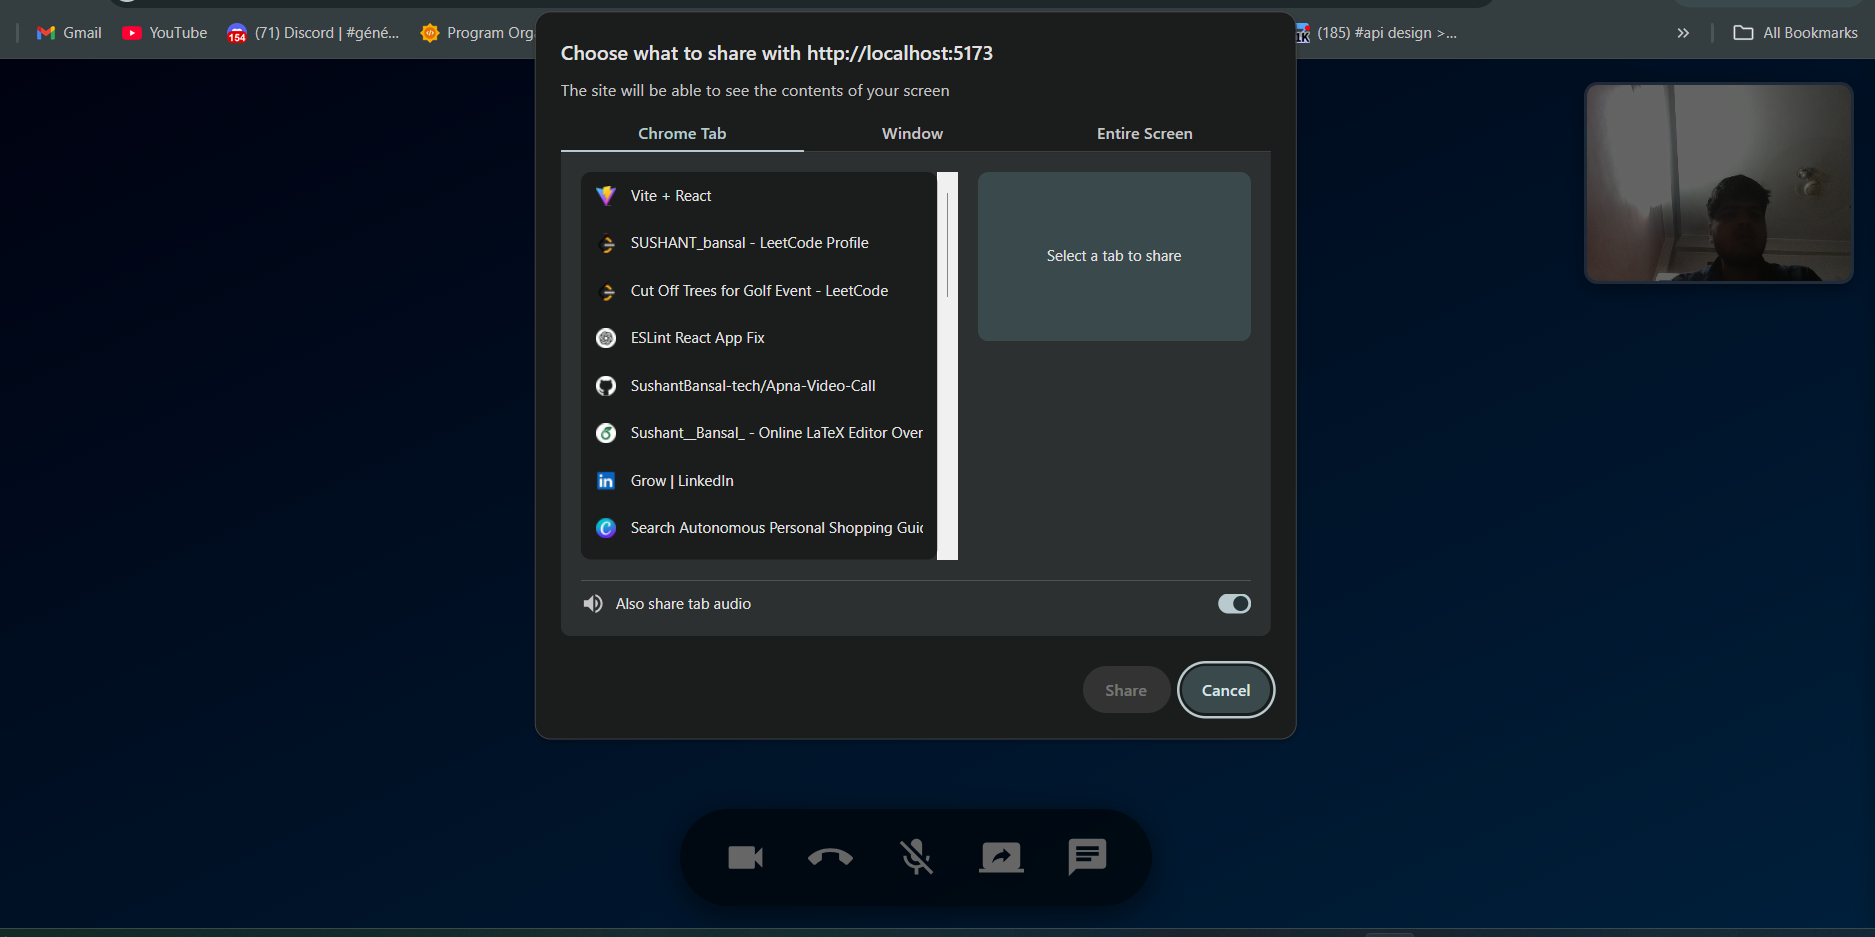 Gmail
YouTube
154
(71) Discord | #géné...
Program Org
(185) #api design >...
All Bookmarks
Choose what to share with http://localhost:5173
The site will be able to see the contents of your screen
Chrome Tab
Window
Entire Screen
Vite + React
SUSHANT_bansal - LeetCode Profile
Cut Off Trees for Golf Event - LeetCode
ESLint React App Fix
SushantBansal-tech/Apna-Video-Call
Sushant__Bansal_ - Online LaTeX Editor Over
in
Grow | LinkedIn
Search Autonomous Personal Shopping Guid
Select a tab to share
Also share tab audio
Share
Cancel